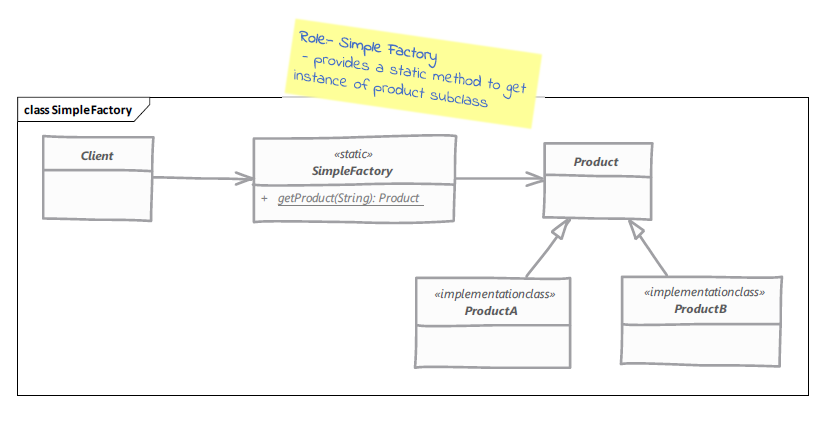 Role:- Simple Factory
- provides a static method to get
instance of product subclass
class SimpleFactory
Client
«static»
SimpleFactory
+ getProduct(String): Product
Product
«implementationclass»
ProductA
«implementationclass»
ProductB